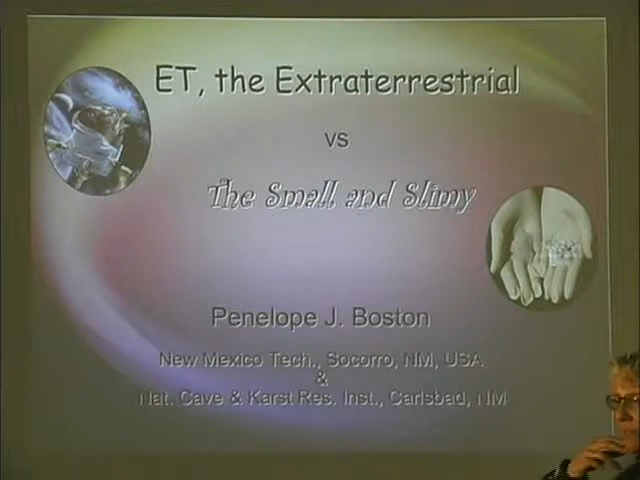 ET, the Extraterrestrial
vs
The Small and Slimy
Penelope J. Boston
New Mexico Tech., Socorro, NM, USA
&
Nat. Cave & Karst Res. Inst., Carlsbad, NM